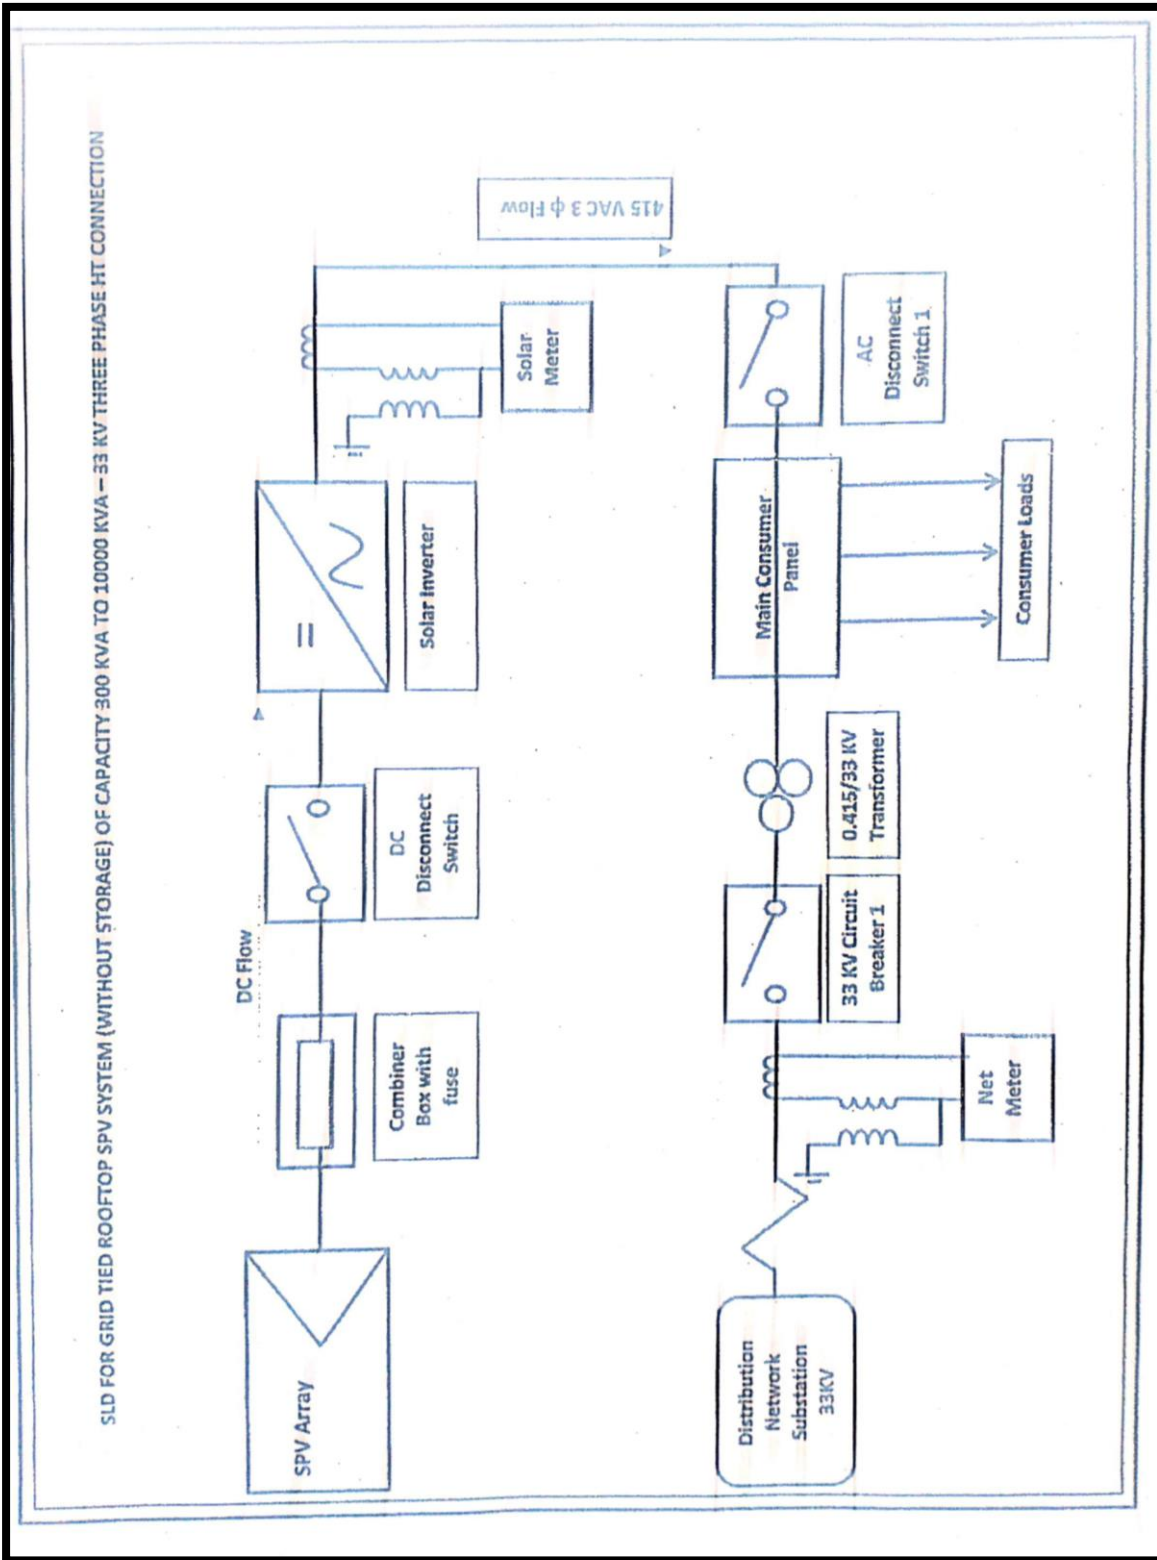 SLD FOR GRID TIED ROOFTOP SPV SYSTEM (WITHOUT STORAGE) OF CAPACITY 300 KVA TO 10000 KVA – 33 KV THREE PHASE HT CONNECTION
DC Flow
SPV Array
Combiner
Box with
fuse
DC
Disconnect
Switch
Solar Inverter
Solar
Meter
415 VAC 3 ф Flow
Distribution
Network
Substation
33KV
Net
Meter
33 KV Circuit
Breaker 1
0.415/33 KV
Transformer
Main Consumer
Panel
Consumer Loads
AC
Disconnect
Switch 1